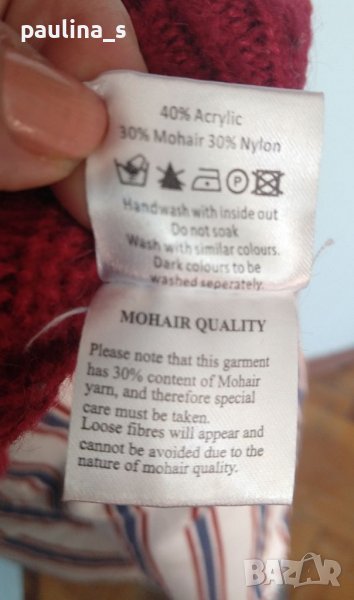 paulina_s
40% Acrylic
30% Mohair 30% Nylon
P
Handwash with inside out
Do not soak
Wash with similar colours.
Dark colours to be
washed seperately.
MOHAIR QUALITY
Please note that this garment
has 30% content of Mohair
yarn, and therefore special
care must be taken.
Loose fibres will appear and
cannot be avoided due to the
nature of mohair quality.
BAZAR